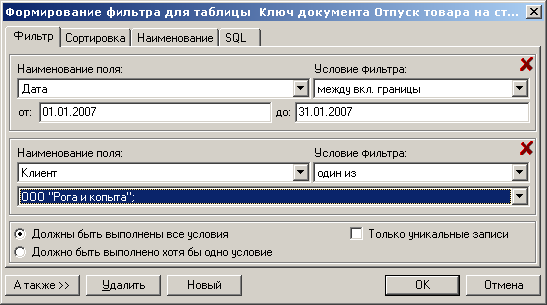 Формирование фильтра для таблицы Ключ документа Отпуск товара на ст...
Фильтр Сортировка Наименование SQL
Наименование поля: Условие фильтра:
Дата между вкл. границы
от: 01.01.2007 до: 31.01.2007
Наименование поля: Условие фильтра:
Клиент один из
ООО "Рога и копыта";
Должны быть выполнены все условия Только уникальные записи
Должно быть выполнено хотя бы одно условие
А также >> Удалить Новый OK Отмена